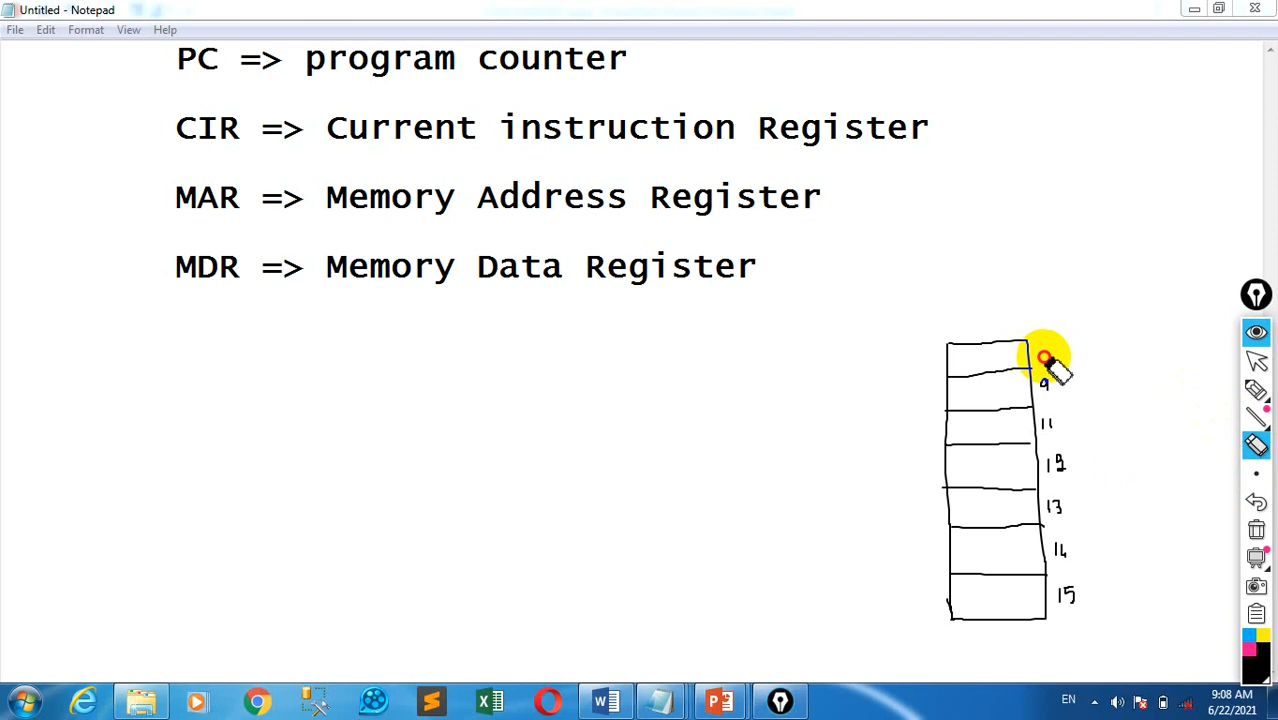 Untitled - Notepad
File Edit Format View Help
PC => program counter
CIR => Current instruction Register
MAR => Memory Address Register
MDR => Memory Data Register
9
11
12
13
14
15
EN
9:08 AM
6/22/2021